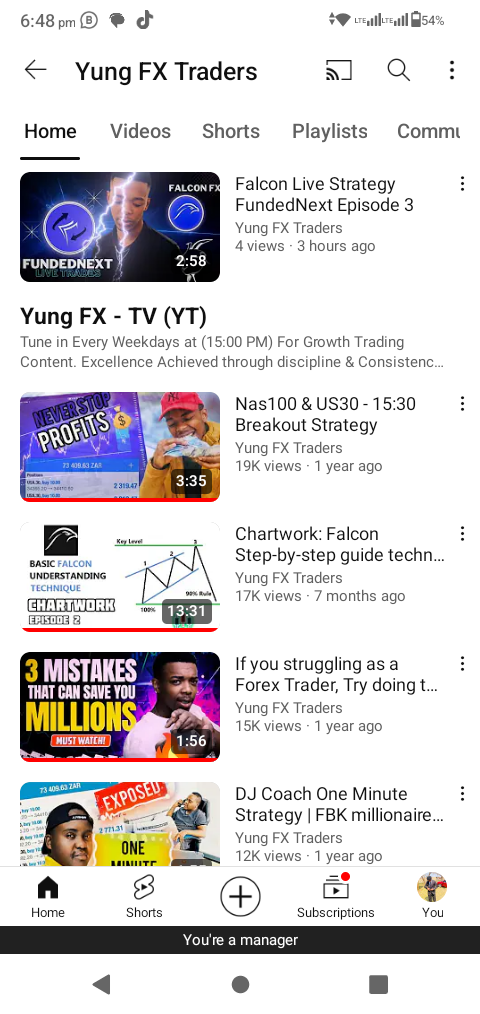 6:48 pm
LTE LTE 54%
Yung FX Traders
Home Videos Shorts Playlists Commu
FALCON FX
FUNDEDNEXT
LIVE TRADES
2:58
Falcon Live Strategy
FundedNext Episode 3
Yung FX Traders
4 views · 3 hours ago
Yung FX - TV (YT)
Tune in Every Weekdays at (15:00 PM) For Growth Trading
Content. Excellence Achieved through discipline & Consistenc...
NEVER STOP
PROFITS
73 409.63 ZAR
2 319.47
3:35
Nas100 & US30 - 15:30
Breakout Strategy
Yung FX Traders
19K views · 1 year ago
Key Level
BASIC FALCON
UNDERSTANDING
TECHNIQUE
CHARTWORK
EPISODE 2
1 2 3
90% Rule
100%
13:31
Chartwork: Falcon
Step-by-step guide techn...
Yung FX Traders
17K views · 7 months ago
3 MISTAKES
THAT CAN SAVE YOU
MILLIONS
MUST WATCH!
1:56
If you struggling as a
Forex Trader, Try doing t...
Yung FX Traders
15K views · 1 year ago
73 409.63 ZAR
EXPOSED
2 771.31
ONE
MINUTE
DJ Coach One Minute
Strategy | FBK millionaire...
Yung FX Traders
12K views · 1 year ago
Home Shorts Subscriptions You
You're a manager